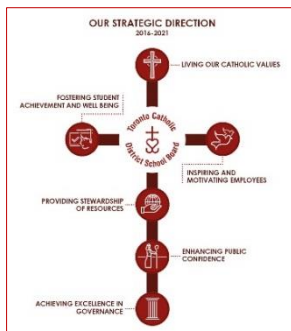 OUR STRATEGIC DIRECTION
2016-2021
LIVING OUR CATHOLIC VALUES
FOSTERING STUDENT
ACHIEVEMENT AND WELL BEING
Toronto Catholic
District School Board
INSPIRING AND
MOTIVATING EMPLOYEES
PROVIDING STEWARDSHIP
OF RESOURCES
ENHANCING PUBLIC
CONFIDENCE
ACHIEVING EXCELLENCE IN
GOVERNANCE